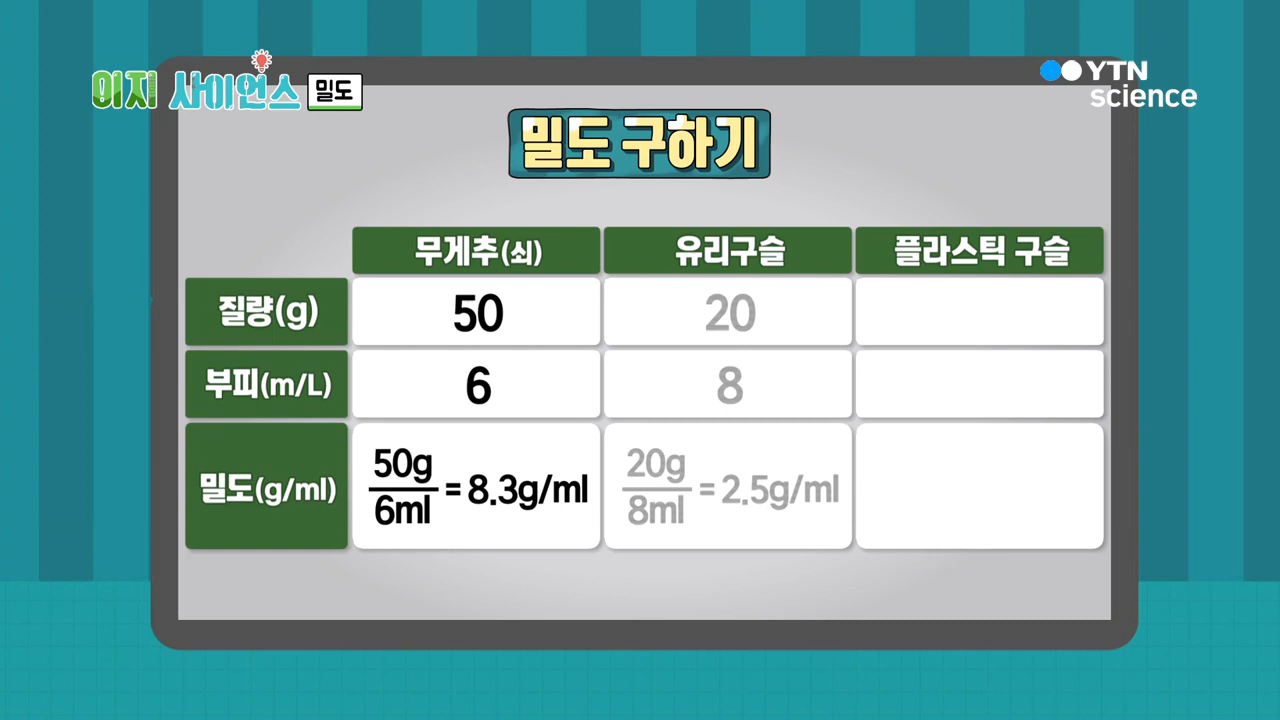 이지 사이언스 밀도
YTN
science
밀도 구하기
무게추(쇠) 유리구슬 플라스틱 구슬
질량(g) 50 20
부피(m/L) 6 8
밀도(g/ml) 50g/6ml = 8.3g/ml 20g/8ml = 2.5g/ml